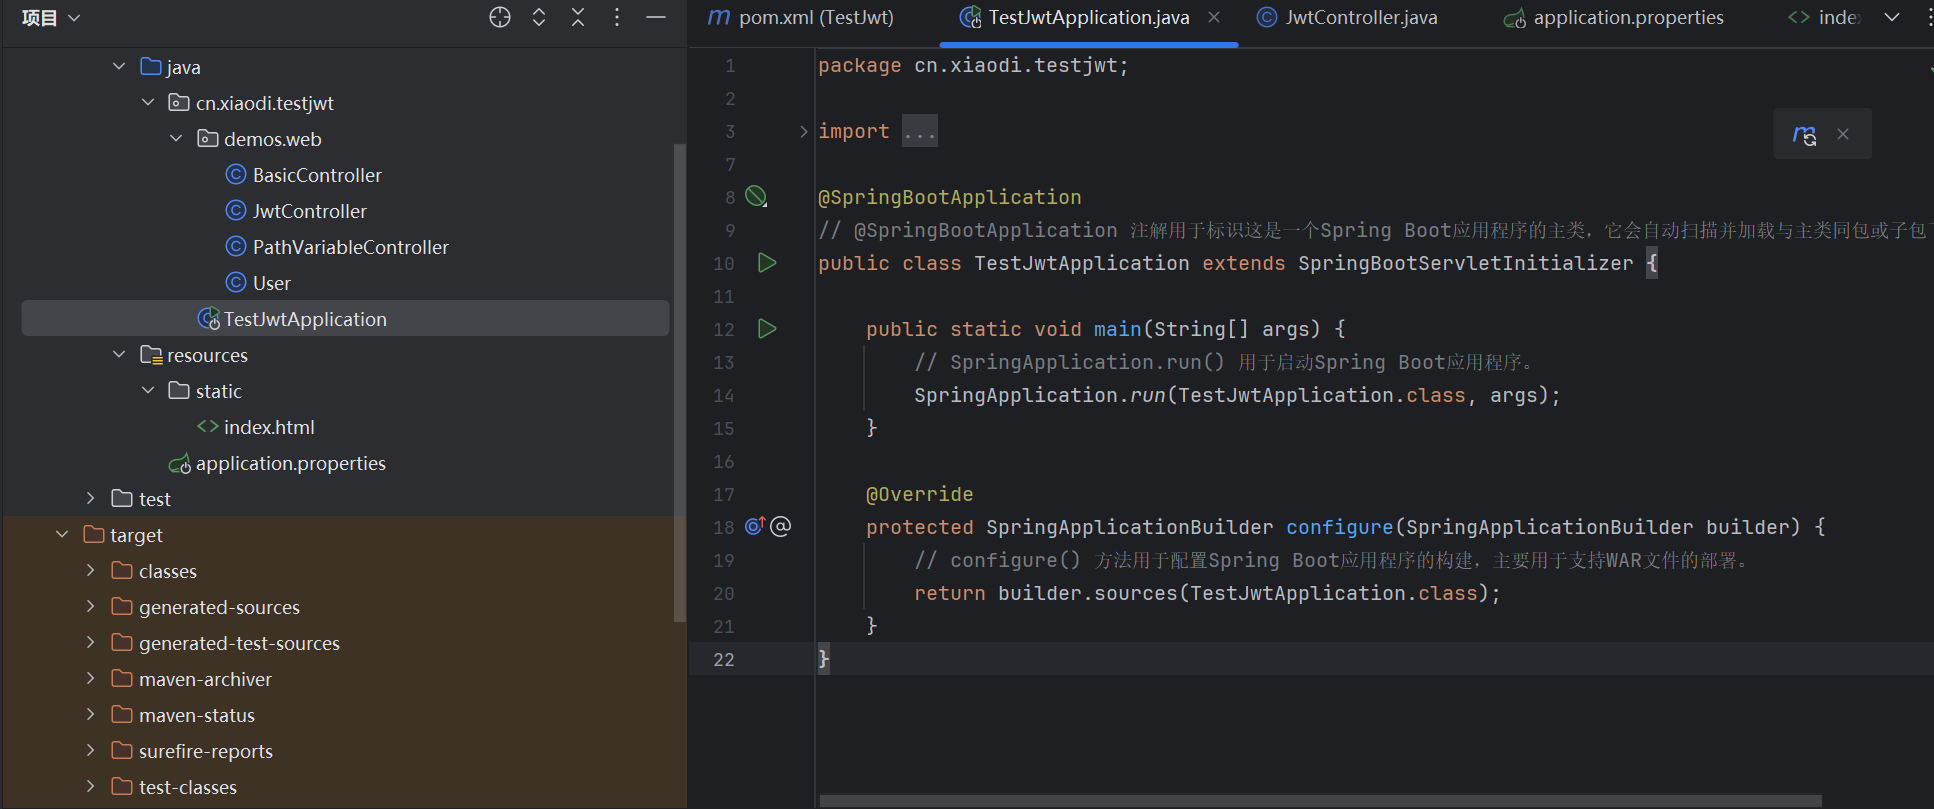 项目
java
cn.xiaodi.testjwt
demos.web
BasicController
JwtController
PathVariableController
User
TestJwtApplication
resources
static
index.html
application.properties
test
target
classes
generated-sources
generated-test-sources
maven-archiver
maven-status
surefire-reports
test-classes
pom.xml (TestJwt) TestJwtApplication.java JwtController.java application.properties inde
1 package cn.xiaodi.testjwt;
2
3 import ...
7
8 @SpringBootApplication
9 // @SpringBootApplication 注解用于标识这是一个Spring Boot应用程序的主类，它会自动扫描并加载与主类同包或子包
10 public class TestJwtApplication extends SpringBootServletInitializer {
11
12 public static void main(String[] args) {
13 // SpringApplication.run() 用于启动Spring Boot应用程序。
14 SpringApplication.run(TestJwtApplication.class, args);
15 }
16
17 @Override
18 protected SpringApplicationBuilder configure(SpringApplicationBuilder builder) {
19 // configure() 方法用于配置Spring Boot应用程序的构建，主要用于支持WAR文件的部署。
20 return builder.sources(TestJwtApplication.class);
21 }
22 }